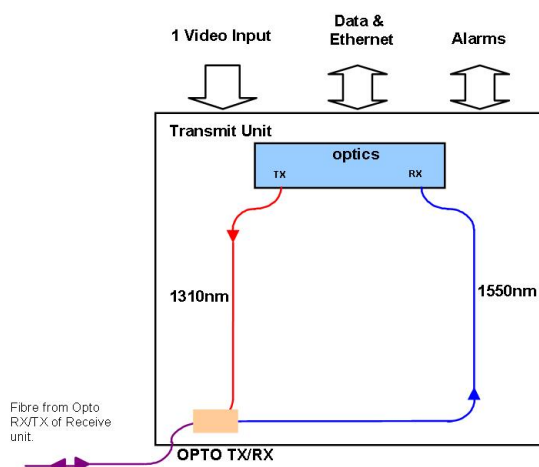 1 Video Input
Data &
Ethernet
Alarms
Transmit Unit
optics
TX
RX
1310nm
1550nm
Fibre from Opto
RX/TX of Receive
unit.
OPTO TX/RX